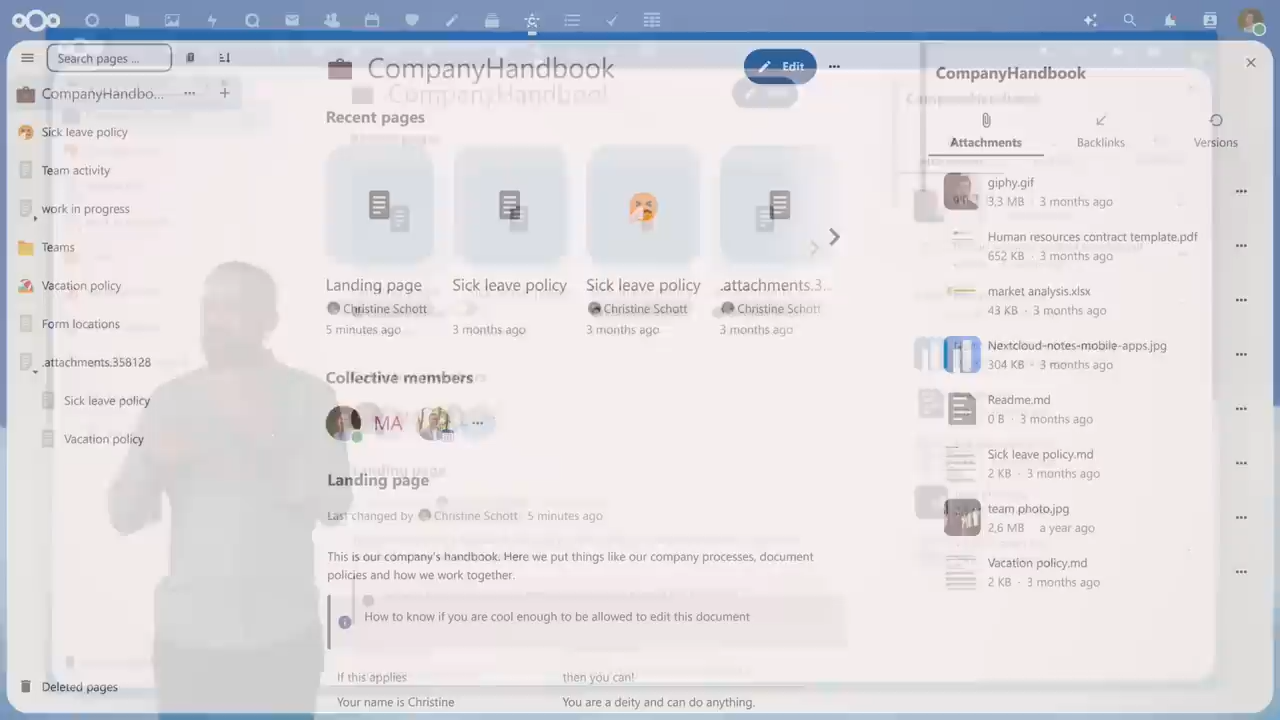 Search pages ...
CompanyHandbo...
Sick leave policy
Team activity
work in progress
Teams
Vacation policy
Form locations
.attachments.358128
Sick leave policy
Vacation policy
Deleted pages
CompanyHandbook
Edit
Recent pages
Landing page
Christine Schott
5 minutes ago
Sick leave policy
3 months ago
Sick leave policy
Christine Schott
3 months ago
.attachments.3...
Christine Schott
3 months ago
Collective members
MA
Landing page
Last changed by Christine Schott · 5 minutes ago
This is our company's handbook. Here we put things like our company processes, document
policies and how we work together.
How to know if you are cool enough to be allowed to edit this document
If this applies then you can!
Your name is Christine You are a deity and can do anything.
CompanyHandbook
Attachments Backlinks Versions
giphy.gif
3,3 MB · 3 months ago
Human resources contract template.pdf
652 KB · 3 months ago
market analysis.xlsx
43 KB · 3 months ago
Nextcloud-notes-mobile-apps.jpg
304 KB · 3 months ago
Readme.md
0 B · 3 months ago
Sick leave policy.md
2 KB · 3 months ago
team photo.jpg
2,6 MB · a year ago
Vacation policy.md
2 KB · 3 months ago